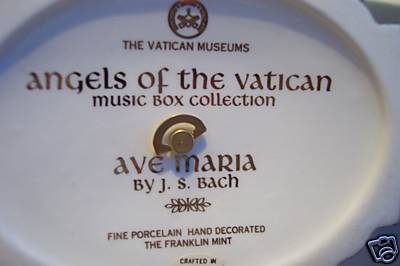 THE VATICAN MUSEUMS
angels of the vatican
music box collection
AVE MARIA
By J. S. Bach
FINE PORCELAIN HAND DECORATED
THE FRANKLIN MINT
CRAFTED IN
ebY